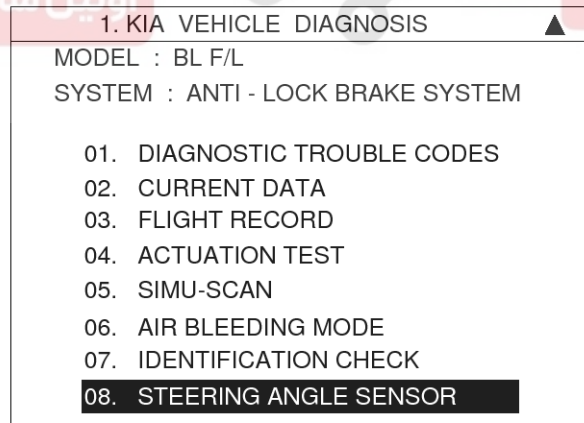 1. KIA VEHICLE DIAGNOSIS
MODEL : BL F/L
SYSTEM : ANTI - LOCK BRAKE SYSTEM
01. DIAGNOSTIC TROUBLE CODES
02. CURRENT DATA
03. FLIGHT RECORD
04. ACTUATION TEST
05. SIMU-SCAN
06. AIR BLEEDING MODE
07. IDENTIFICATION CHECK
08. STEERING ANGLE SENSOR